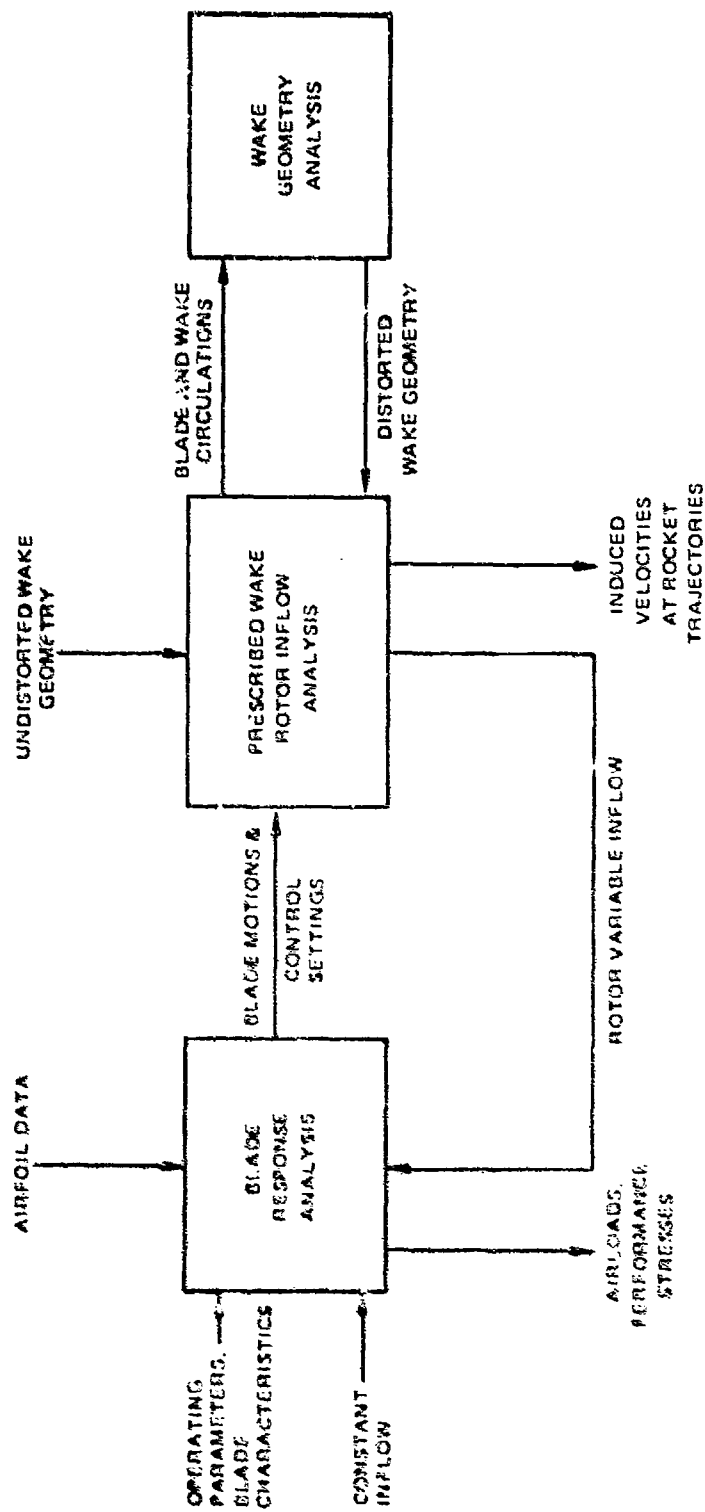 AIRFOIL DATA
OPERATING
PARAMETERS,
BLADE
CHARACTERISTICS
CONSTANT
INFLOW
BLADE
RESPONSE
ANALYSIS
AIRLOADS,
PERFORMANCE
STRESSES
BLADE MOTIONS &
CONTROL
SETTINGS
UNDISTORTED WAKE
GEOMETRY
PRESCRIBED WAKE
ROTOR INFLOW
ANALYSIS
ROTOR VARIABLE INFLOW
INDUCED
VELOCITIES
AT ROCKET
TRAJECTORIES
BLADE AND WAKE
CIRCULATIONS
DISTORTED
WAKE GEOMETRY
WAKE
GEOMETRY
ANALYSIS